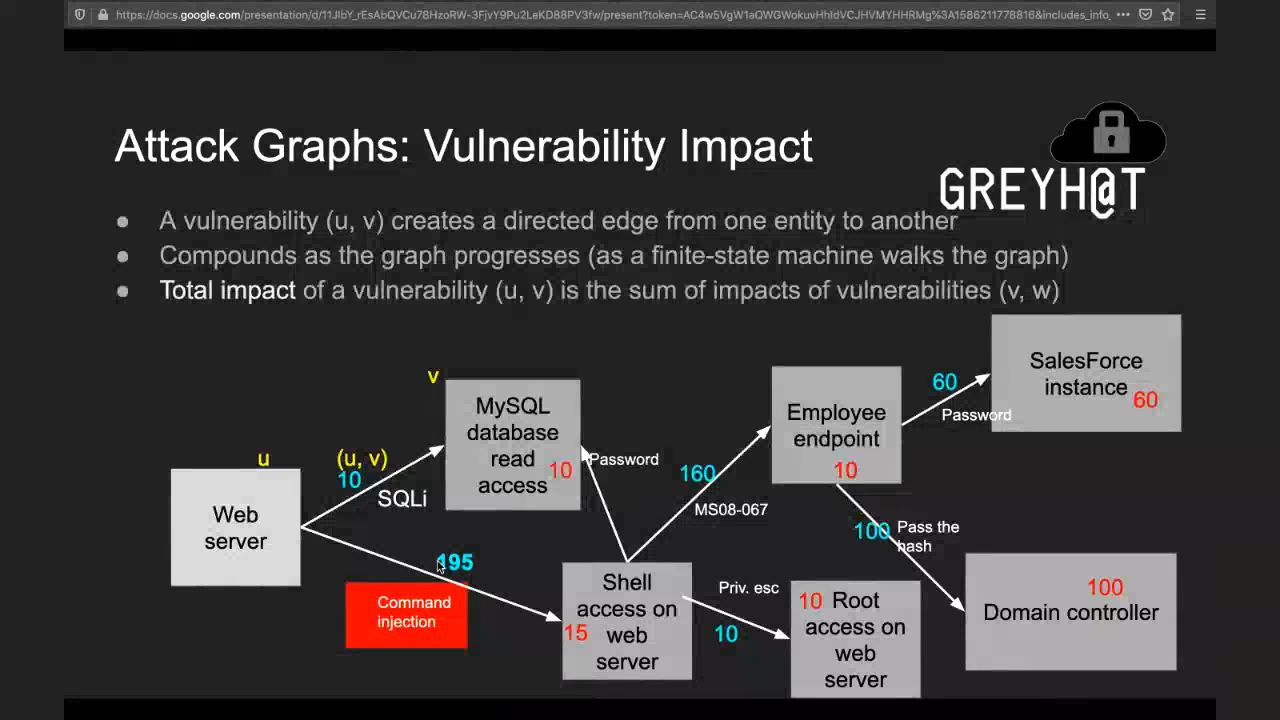 https://docs.google.com/presentation/d/11JlbY_rEsAbQVCu78HzoRW-3FjvY9Pu2LeKD88PV3fw/present?token=AC4w5VgW1aQWGWokuvHhIdVCJHVMYHHRMg%3A1586211778816&includes_info_
Attack Graphs: Vulnerability Impact
GREYH@T
● A vulnerability (u, v) creates a directed edge from one entity to another
● Compounds as the graph progresses (as a finite-state machine walks the graph)
● Total impact of a vulnerability (u, v) is the sum of impacts of vulnerabilities (v, w)
u
Web
server
(u, v)
10
SQLi
v
MySQL
database
read
access
10
Password
195
Command
injection
Shell
access on
web
server
15
160
MS08-067
Priv. esc
10
Employee
endpoint
10
60
Password
SalesForce
instance
60
100
Pass the
hash
10 Root
access on
web
server
100
Domain controller